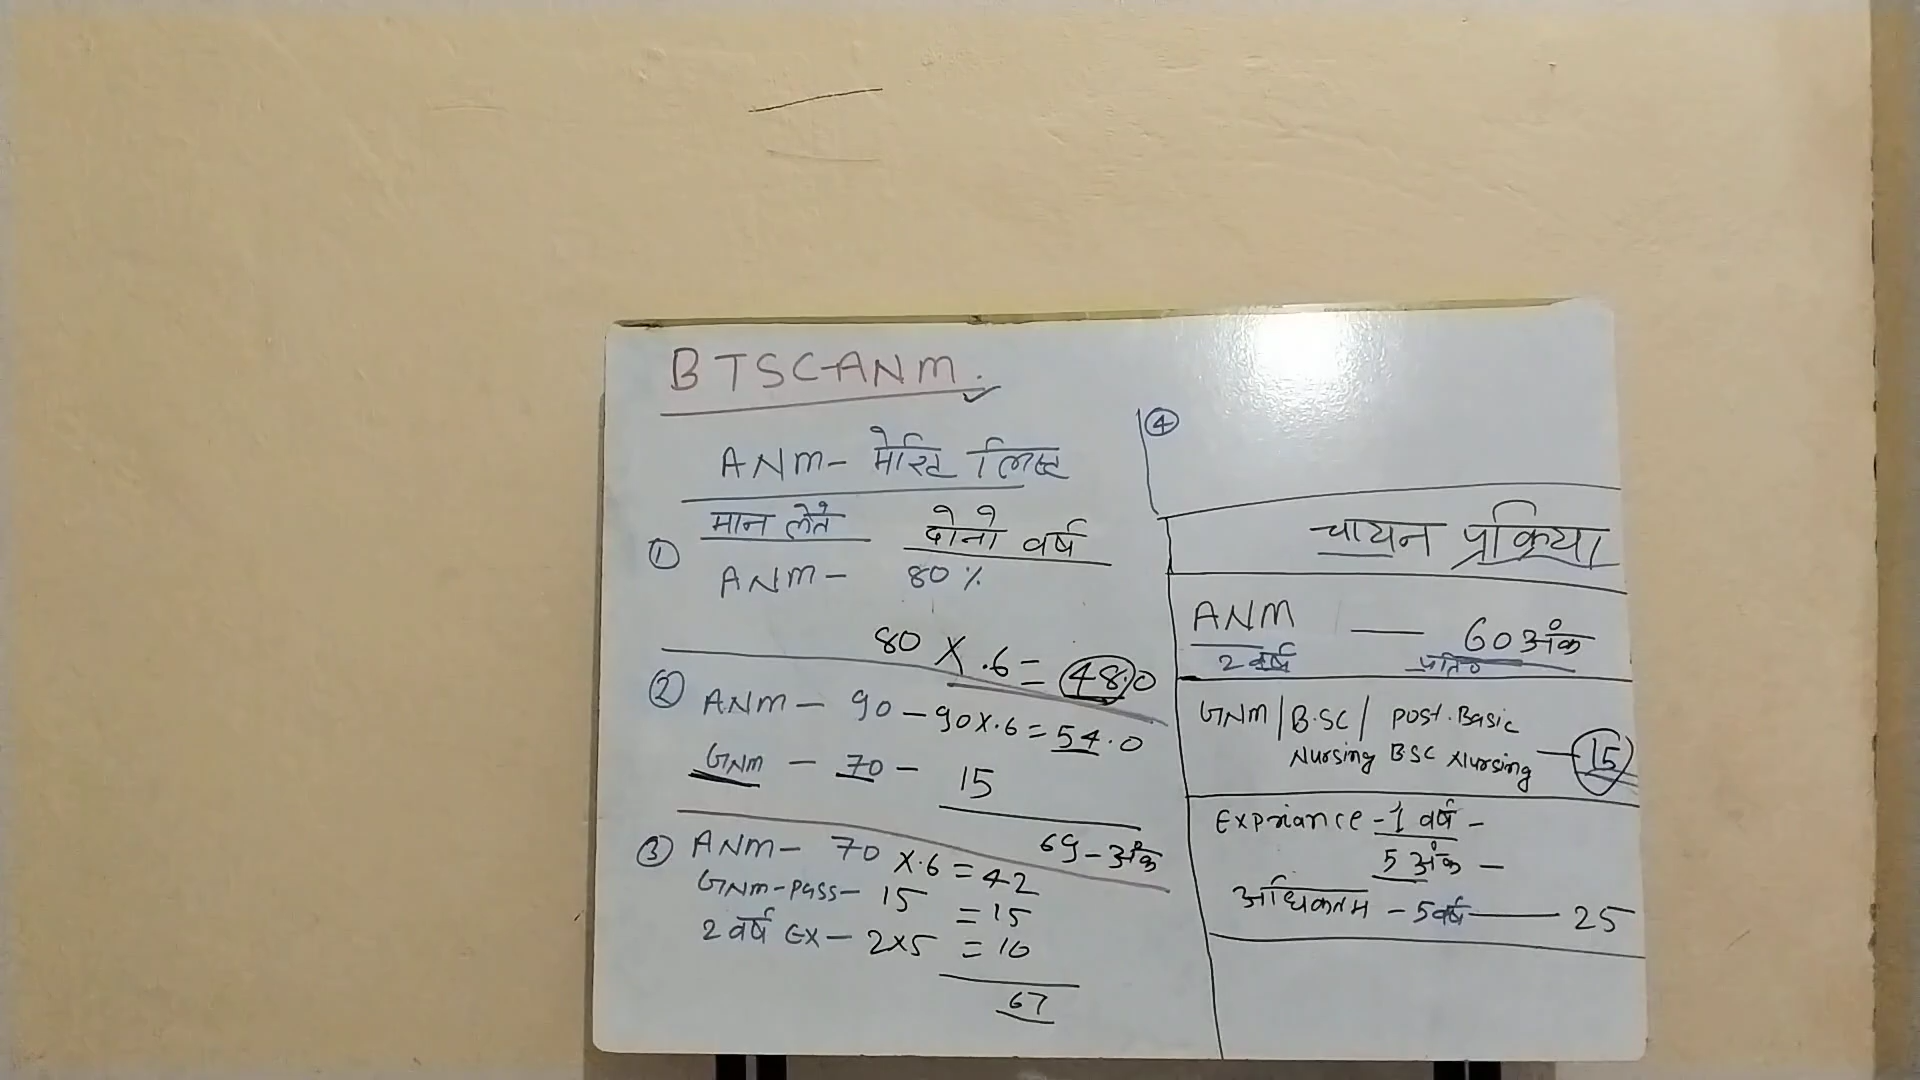 BTSC-ANM.
ANM- मेरिट लिस्ट
मान लेते दोनो वर्ष
① ANM- 80%
80 X .6 = 48.0
② ANM - 90 - 90X.6 = 54.0
GNM - 70 - 15
69-अंक
③ ANM- 70 X.6 = 42
GNM-pass- 15 = 15
2 वर्ष EX - 2X5 = 10
67
④
चायन प्रक्रिया
ANM — 60 अंक
2 वर्ष प्रति०
GNM/B.SC/ POST.Basic
Nursing BSC Nursing — 15
Expriance - 1 वर्ष -
5 अंक -
अधिकतम - 5वर्ष — 25